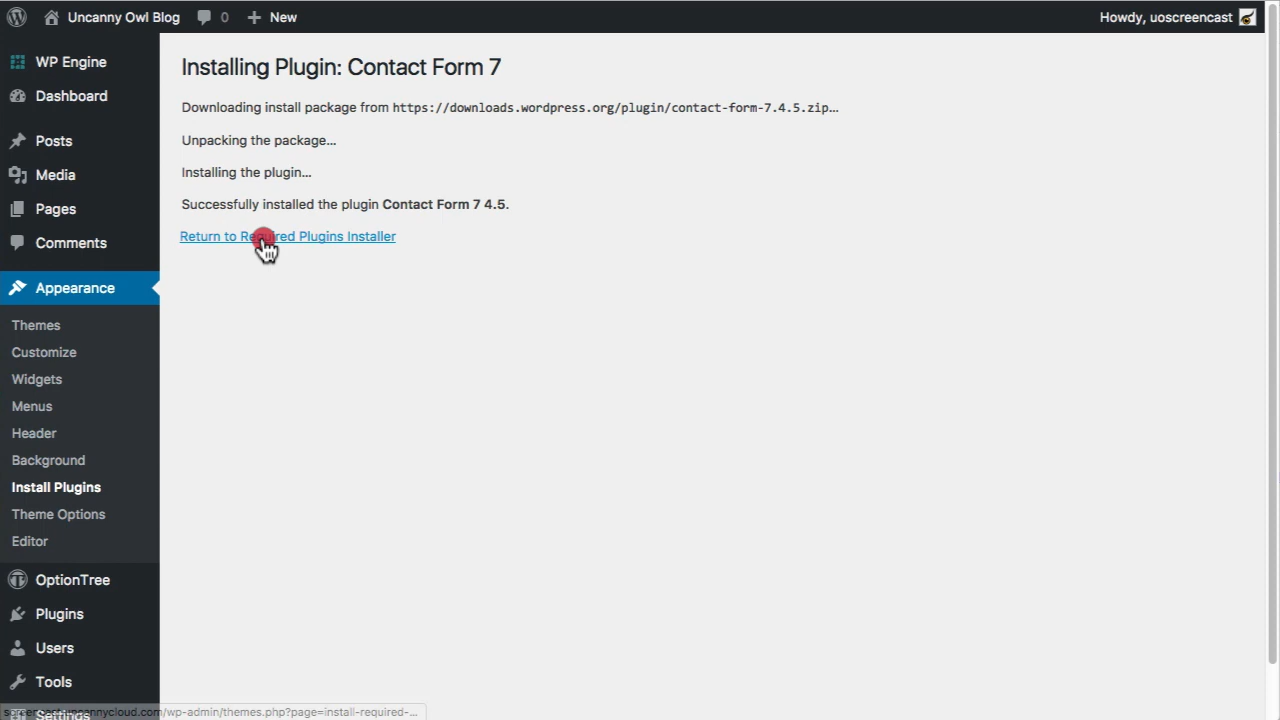 Uncanny Owl Blog 0 New Howdy, uoscreencast
WP Engine
Dashboard
Posts
Media
Pages
Comments
Appearance
Themes
Customize
Widgets
Menus
Header
Background
Install Plugins
Theme Options
Editor
OptionTree
Plugins
Users
Tools
Settings
Installing Plugin: Contact Form 7
Downloading install package from https://downloads.wordpress.org/plugin/contact-form-7.4.5.zip…
Unpacking the package…
Installing the plugin…
Successfully installed the plugin Contact Form 7 4.5.
Return to Required Plugins Installer
uncannycloud.com/wp-admin/themes.php?page=install-required-...